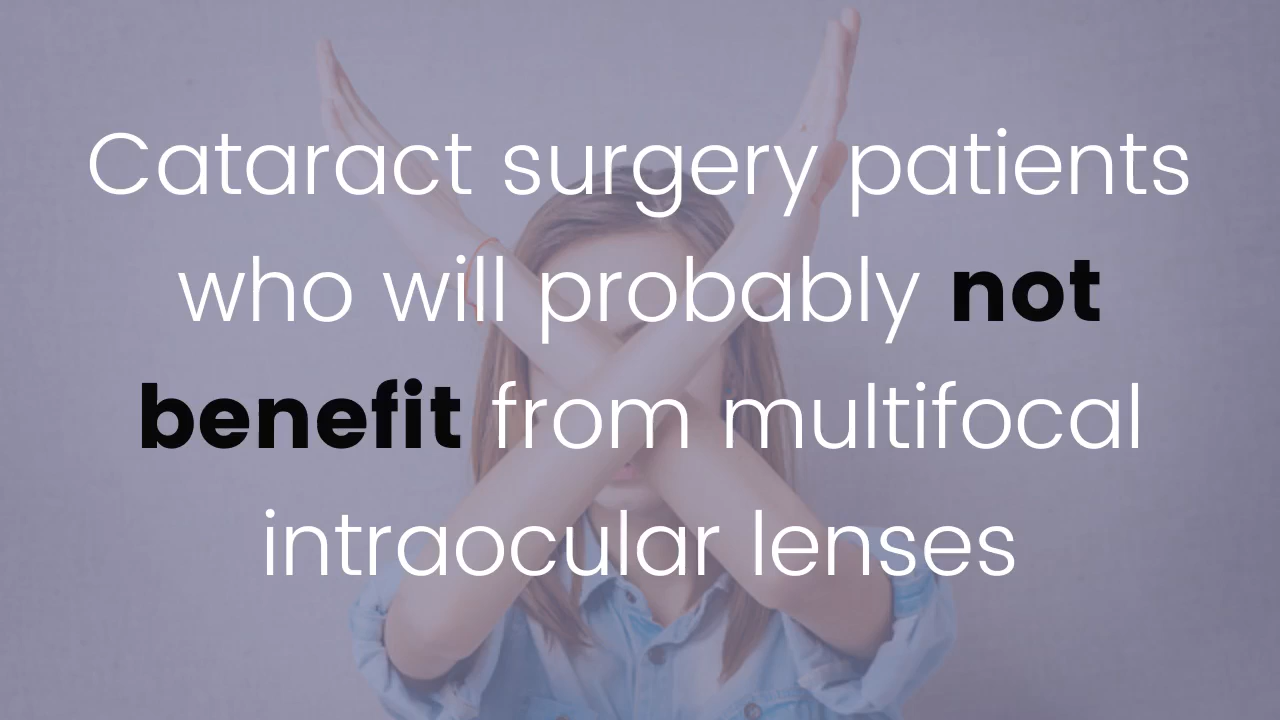 Cataract surgery patients
who will probably not
benefit from multifocal
intraocular lenses